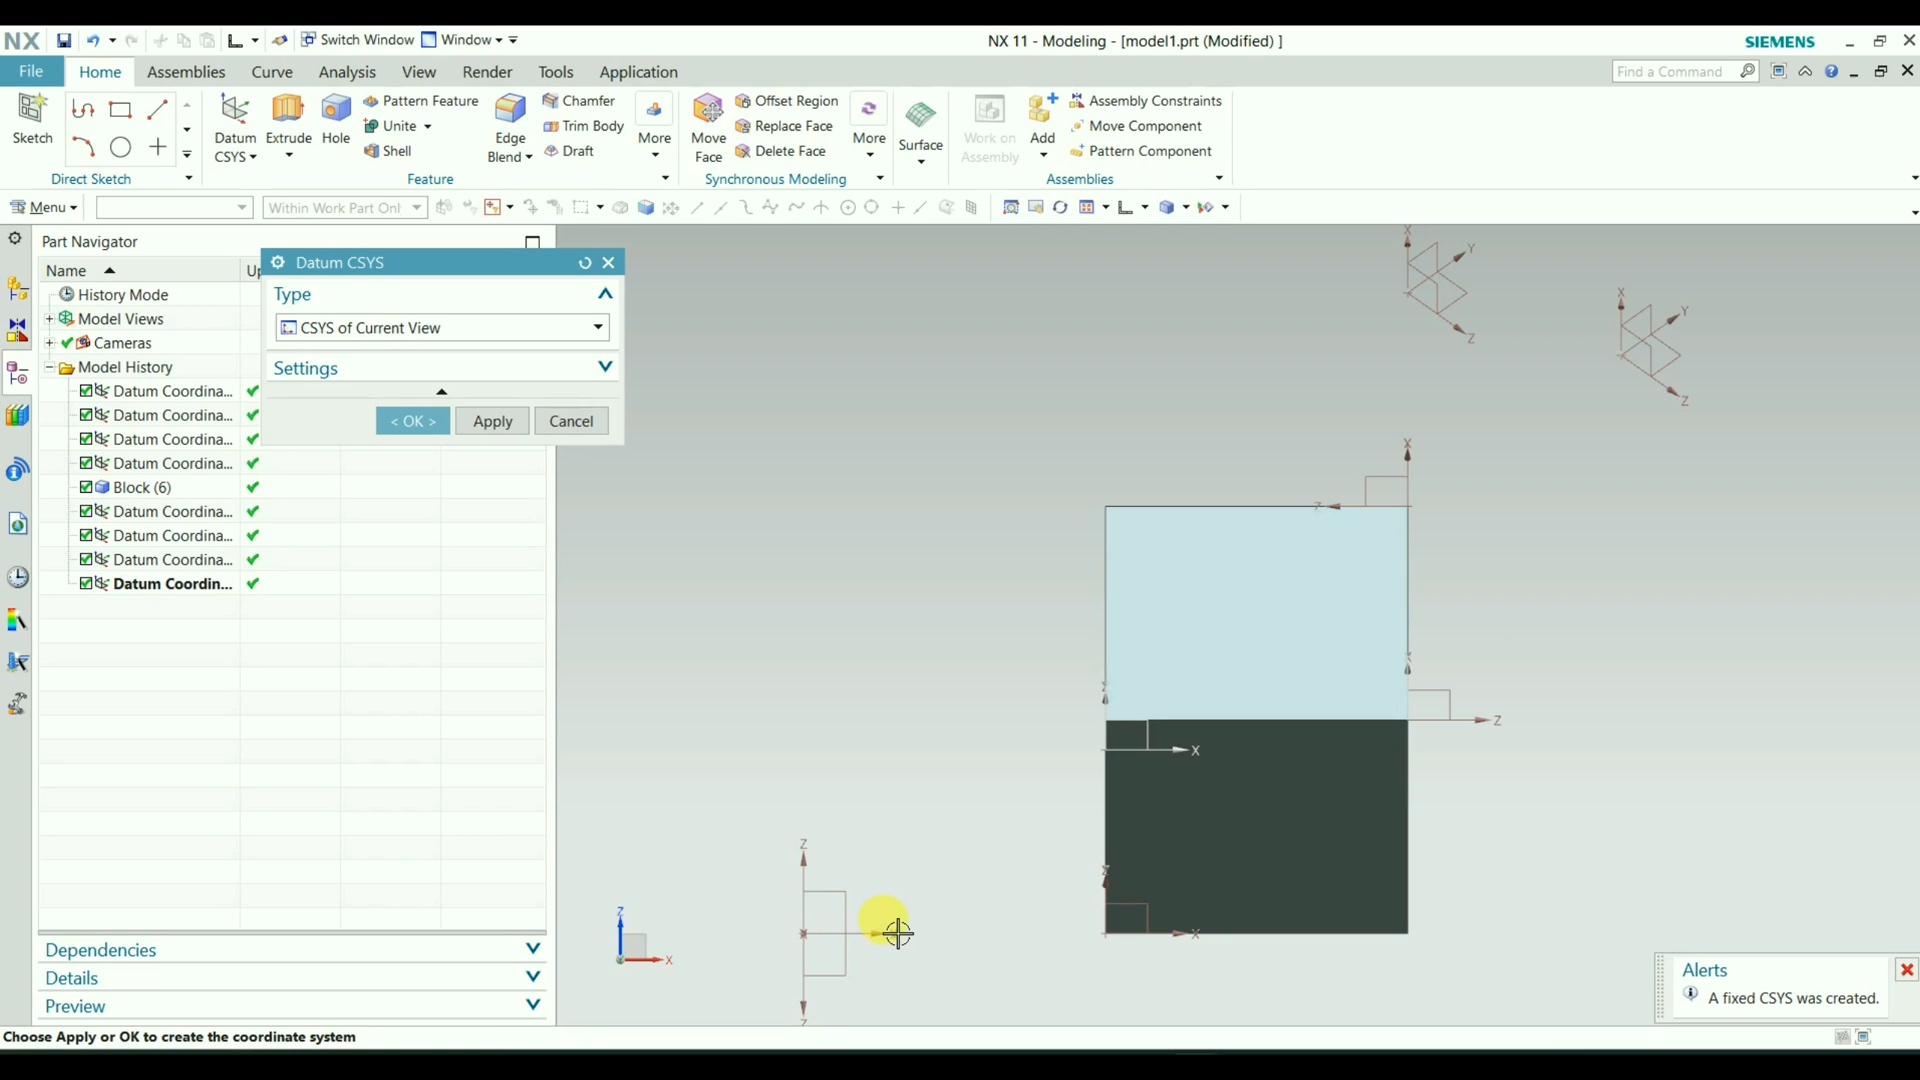 NX Switch Window Window NX 11 - Modeling - [model1.prt (Modified) ] SIEMENS
File Home Assemblies Curve Analysis View Render Tools Application Find a Command
Sketch
Direct Sketch
Datum CSYS
Extrude
Hole
Pattern Feature
Unite
Shell
Edge Blend
Chamfer
Trim Body
Draft
More
Feature
Move Face
Offset Region
Replace Face
Delete Face
More
Synchronous Modeling
Surface
Work on Assembly
Add
Assembly Constraints
Move Component
Pattern Component
Assemblies
Menu Within Work Part Only
Part Navigator
Name Up
History Mode
Model Views
Cameras
Model History
Datum Coordina...
Datum Coordina...
Datum Coordina...
Datum Coordina...
Block (6)
Datum Coordina...
Datum Coordina...
Datum Coordina...
Datum Coordin...
Dependencies
Details
Preview
Datum CSYS
Type
CSYS of Current View
Settings
< OK > Apply Cancel
X
Y
Z
X
Y
Z
X
Z
X
Z
X
Z
X
Z
Z
Z
X
Alerts
A fixed CSYS was created.
Choose Apply or OK to create the coordinate system